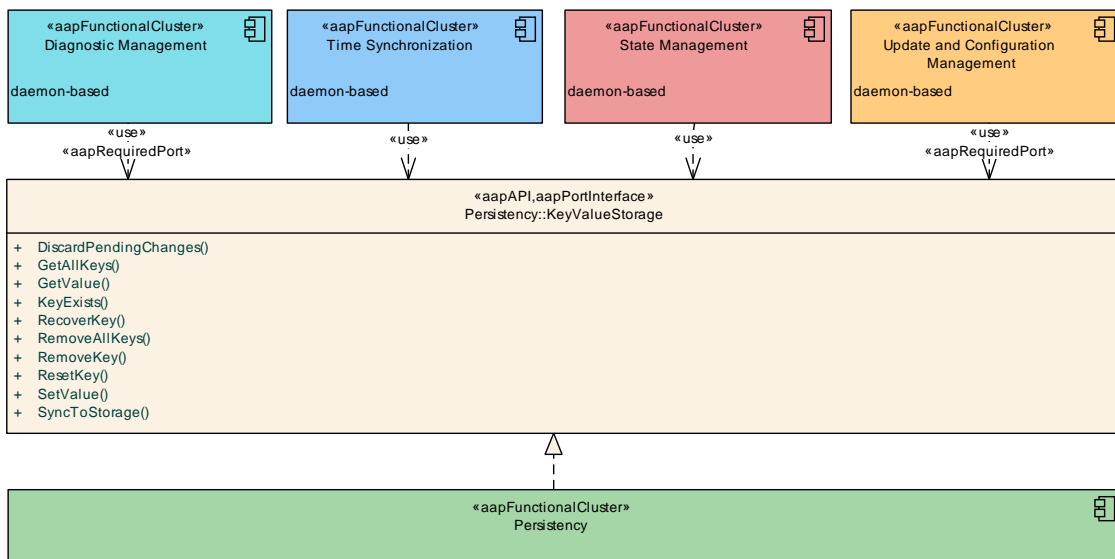 «aapFunctionalCluster»
Diagnostic Management
daemon-based
«aapFunctionalCluster»
Time Synchronization
daemon-based
«aapFunctionalCluster»
State Management
daemon-based
«aapFunctionalCluster»
Update and Configuration
Management
daemon-based
«use»
«aapRequiredPort»
«use»
«use»
«use»
«aapRequiredPort»
«aapAPI,aapPortInterface»
Persistency::KeyValueStorage
+ DiscardPendingChanges()
+ GetAllKeys()
+ GetValue()
+ KeyExists()
+ RecoverKey()
+ RemoveAllKeys()
+ RemoveKey()
+ ResetKey()
+ SetValue()
+ SyncToStorage()
«aapFunctionalCluster»
Persistency